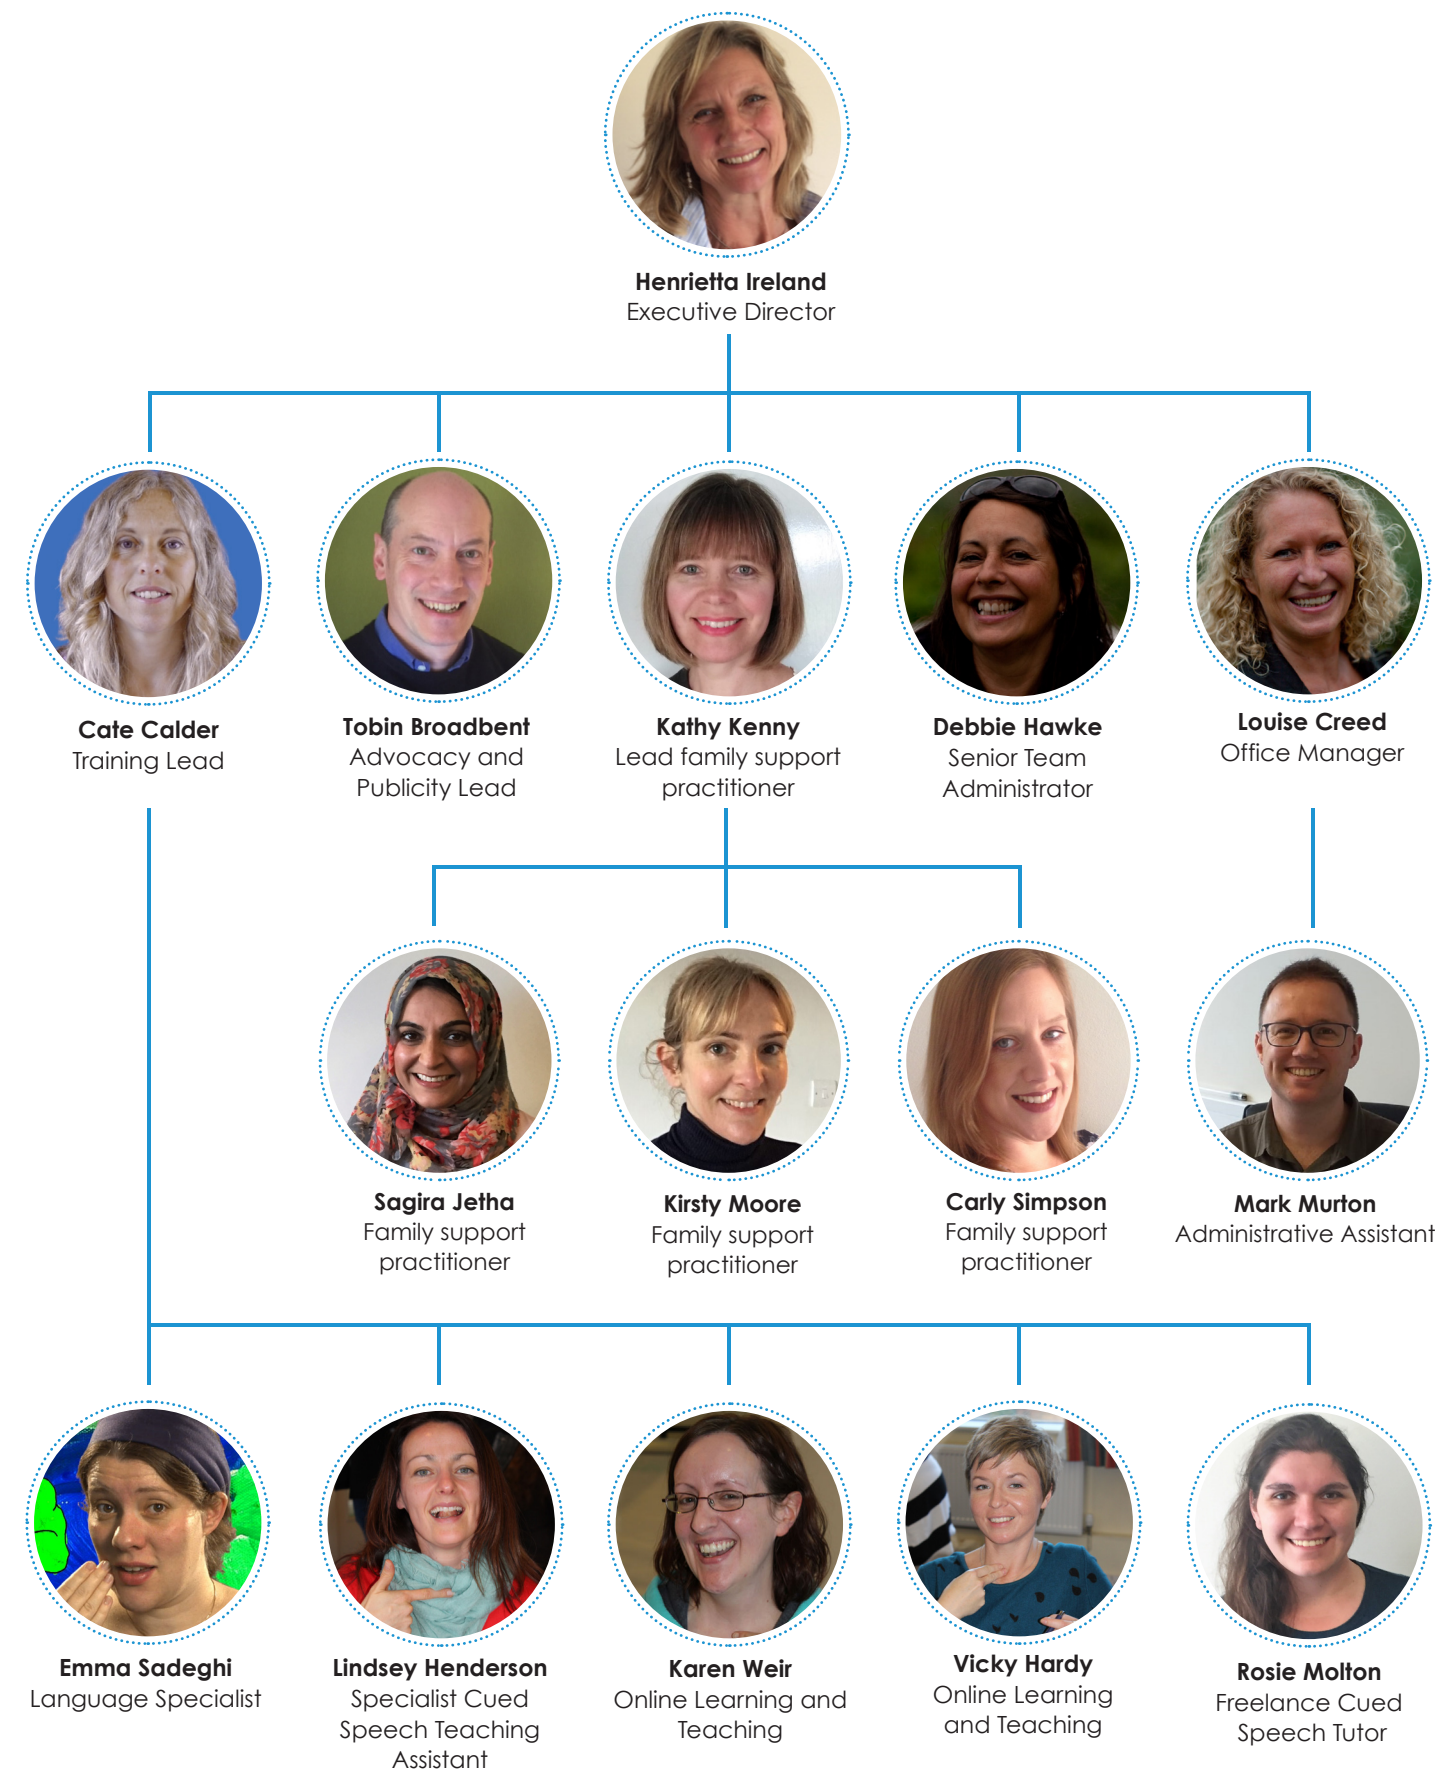 Henrietta Ireland
Executive Director
Cate Calder
Training Lead
Tobin Broadbent
Advocacy and
Publicity Lead
Kathy Kenny
Lead family support
practitioner
Debbie Hawke
Senior Team
Administrator
Louise Creed
Office Manager
Sagira Jetha
Family support
practitioner
Kirsty Moore
Family support
practitioner
Carly Simpson
Family support
practitioner
Mark Murton
Administrative Assistant
Emma Sadeghi
Language Specialist
Lindsey Henderson
Specialist Cued
Speech Teaching
Assistant
Karen Weir
Online Learning and
Teaching
Vicky Hardy
Online Learning
and Teaching
Rosie Molton
Freelance Cued
Speech Tutor